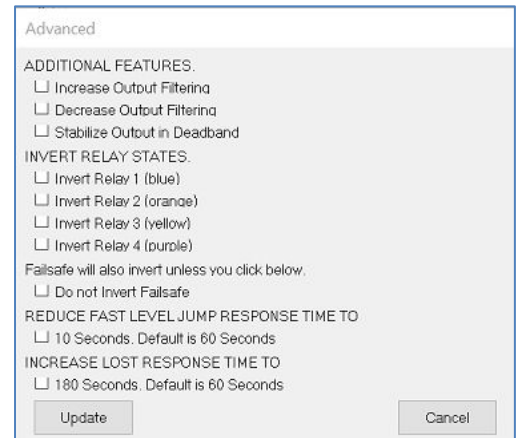 Advanced
ADDITIONAL FEATURES.
Increase Output Filtering
Decrease Output Filtering
Stabilize Output in Deadband
INVERT RELAY STATES.
Invert Relay 1 (blue)
Invert Relay 2 (orange)
Invert Relay 3 (yellow)
Invert Relay 4 (purple)
Failsafe will also invert unless you click below.
Do not Invert Failsafe
REDUCE FAST LEVEL JUMP RESPONSE TIME TO
10 Seconds. Default is 60 Seconds
INCREASE LOST RESPONSE TIME TO
180 Seconds. Default is 60 Seconds
Update Cancel